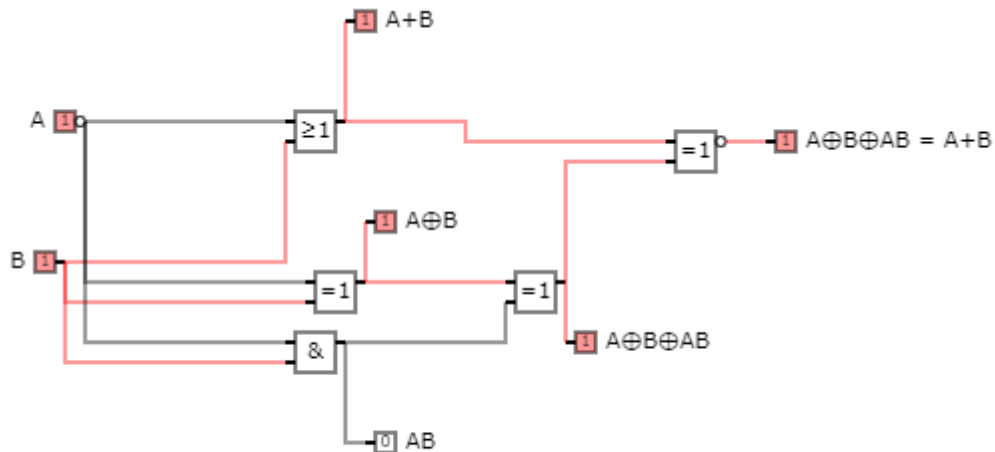 1 A+B
A 1
≥1
=1
1 A⊕B⊕AB = A+B
1 A⊕B
B 1
=1
=1
1 A⊕B⊕AB
&
0 AB